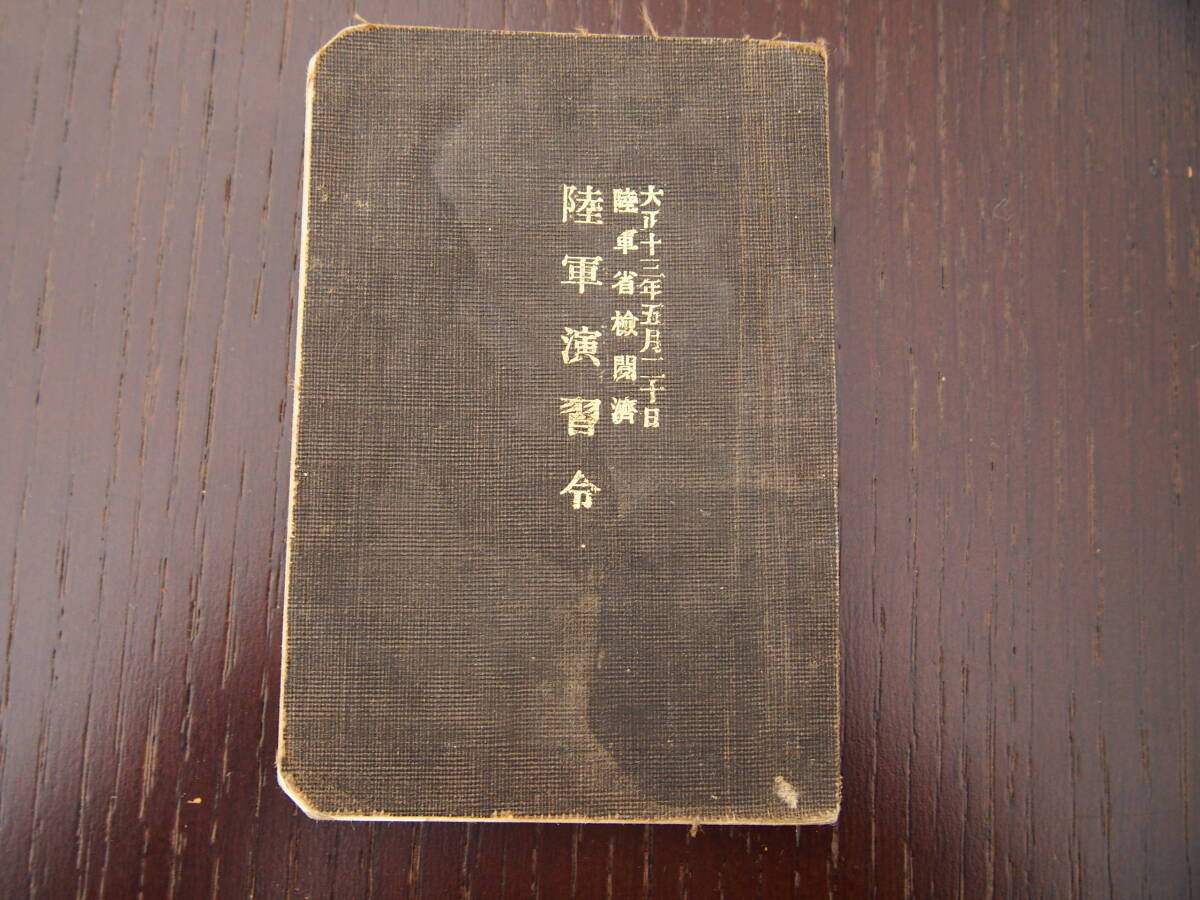 大正十三年五月二十日
陸軍省檢閱濟
陸軍演習令